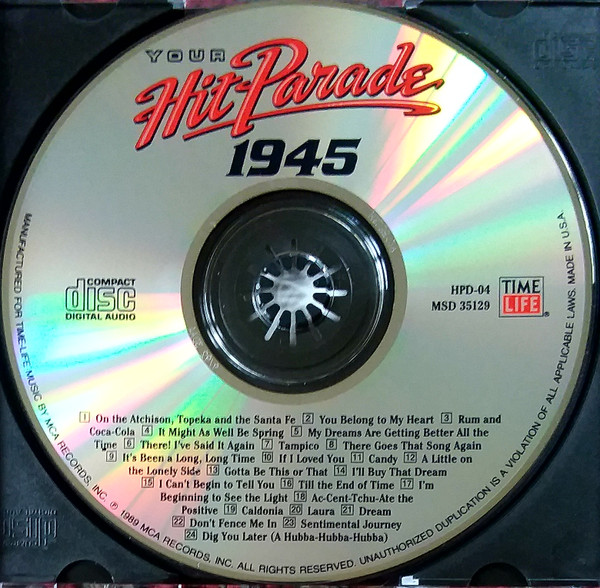 YOUR
Hit Parade
1945
COMPACT
disc
DIGITAL AUDIO
HPD-04
MSD 35129
TIME
LIFE
®
1 On the Atchison, Topeka and the Santa Fe 2 You Belong to My Heart 3 Rum and
Coca-Cola 4 It Might As Well Be Spring 5 My Dreams Are Getting Better All the
Time 6 There! I've Said It Again 7 Tampico 8 There Goes That Song Again
9 It's Been a Long, Long Time 10 If I Loved You 11 Candy 12 A Little on
the Lonely Side 13 Gotta Be This or That 14 I'll Buy That Dream
15 I Can't Begin to Tell You 16 Till the End of Time 17 I'm
Beginning to See the Light 18 Ac-Cent-Tchu-Ate the
Positive 19 Caldonia 20 Laura 21 Dream
22 Don't Fence Me In 23 Sentimental Journey
24 Dig You Later (A Hubba-Hubba-Hubba)
MANUFACTURED FOR TIME-LIFE MUSIC BY MCA RECORDS, INC. ℗ 1989 MCA RECORDS, INC. ALL RIGHTS RESERVED. UNAUTHORIZED DUPLICATION IS A VIOLATION OF ALL APPLICABLE LAWS. MADE IN U.S.A.